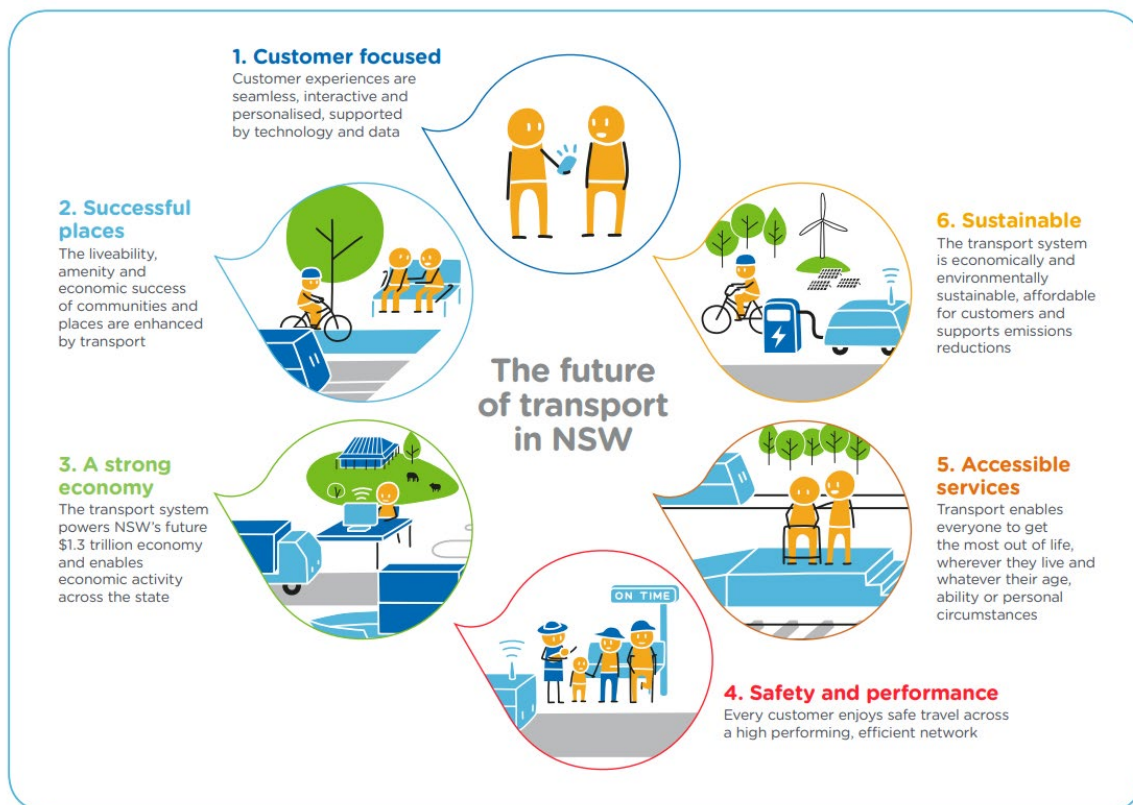 1. Customer focused
Customer experiences are
seamless, interactive and
personalised, supported
by technology and data
2. Successful
places
The liveability,
amenity and
economic success
of communities and
places are enhanced
by transport
3. A strong
economy
The transport system
powers NSW's future
$1.3 trillion economy
and enables
economic activity
across the state
The future
of transport
in NSW
ON TIME
4. Safety and performance
Every customer enjoys safe travel across
a high performing, efficient network
5. Accessible
services
Transport enables
everyone to get
the most out of life,
wherever they live and
whatever their age,
ability or personal
circumstances
6. Sustainable
The transport system
is economically and
environmentally
sustainable, affordable
for customers and
supports emissions
reductions